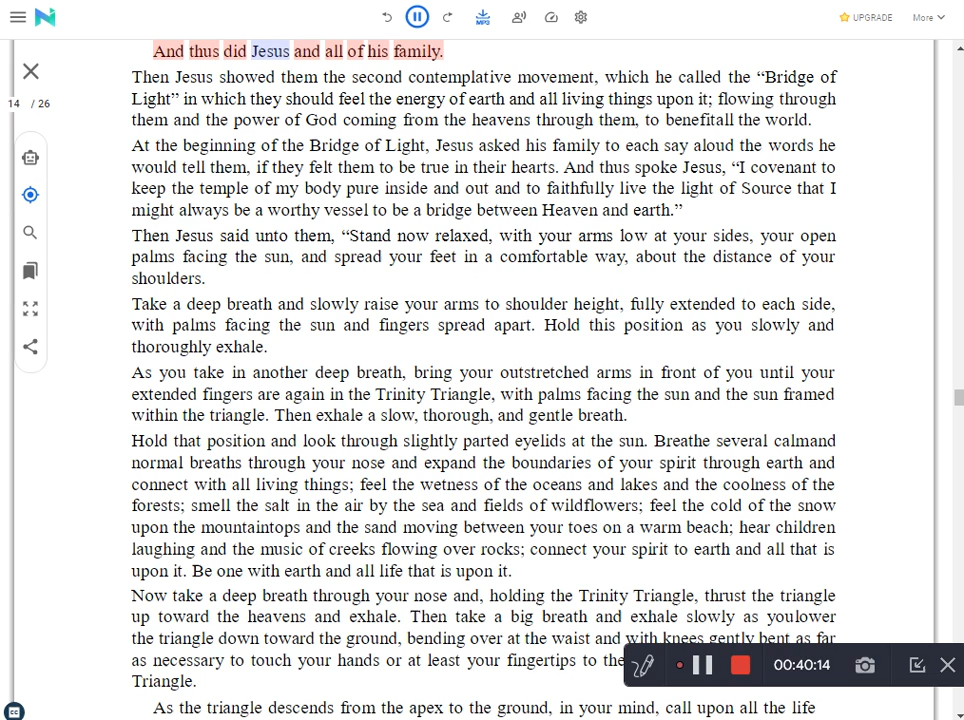 MP3
UPGRADE
More
And thus did Jesus and all of his family.
14 / 26
Then Jesus showed them the second contemplative movement, which he called the “Bridge of
Light” in which they should feel the energy of earth and all living things upon it; flowing through
them and the power of God coming from the heavens through them, to benefitall the world.
At the beginning of the Bridge of Light, Jesus asked his family to each say aloud the words he
would tell them, if they felt them to be true in their hearts. And thus spoke Jesus, “I covenant to
keep the temple of my body pure inside and out and to faithfully live the light of Source that I
might always be a worthy vessel to be a bridge between Heaven and earth.”
Then Jesus said unto them, “Stand now relaxed, with your arms low at your sides, your open
palms facing the sun, and spread your feet in a comfortable way, about the distance of your
shoulders.
Take a deep breath and slowly raise your arms to shoulder height, fully extended to each side,
with palms facing the sun and fingers spread apart. Hold this position as you slowly and
thoroughly exhale.
As you take in another deep breath, bring your outstretched arms in front of you until your
extended fingers are again in the Trinity Triangle, with palms facing the sun and the sun framed
within the triangle. Then exhale a slow, thorough, and gentle breath.
Hold that position and look through slightly parted eyelids at the sun. Breathe several calmand
normal breaths through your nose and expand the boundaries of your spirit through earth and
connect with all living things; feel the wetness of the oceans and lakes and the coolness of the
forests; smell the salt in the air by the sea and fields of wildflowers; feel the cold of the snow
upon the mountaintops and the sand moving between your toes on a warm beach; hear children
laughing and the music of creeks flowing over rocks; connect your spirit to earth and all that is
upon it. Be one with earth and all life that is upon it.
Now take a deep breath through your nose and, holding the Trinity Triangle, thrust the triangle
up toward the heavens and exhale. Then take a big breath and exhale slowly as youlower
the triangle down toward the ground, bending over at the waist and with knees gently bent as far
as necessary to touch your hands or at least your fingertips to the
00:40:14
Triangle.
As the triangle descends from the apex to the ground, in your mind, call upon all the life
CC